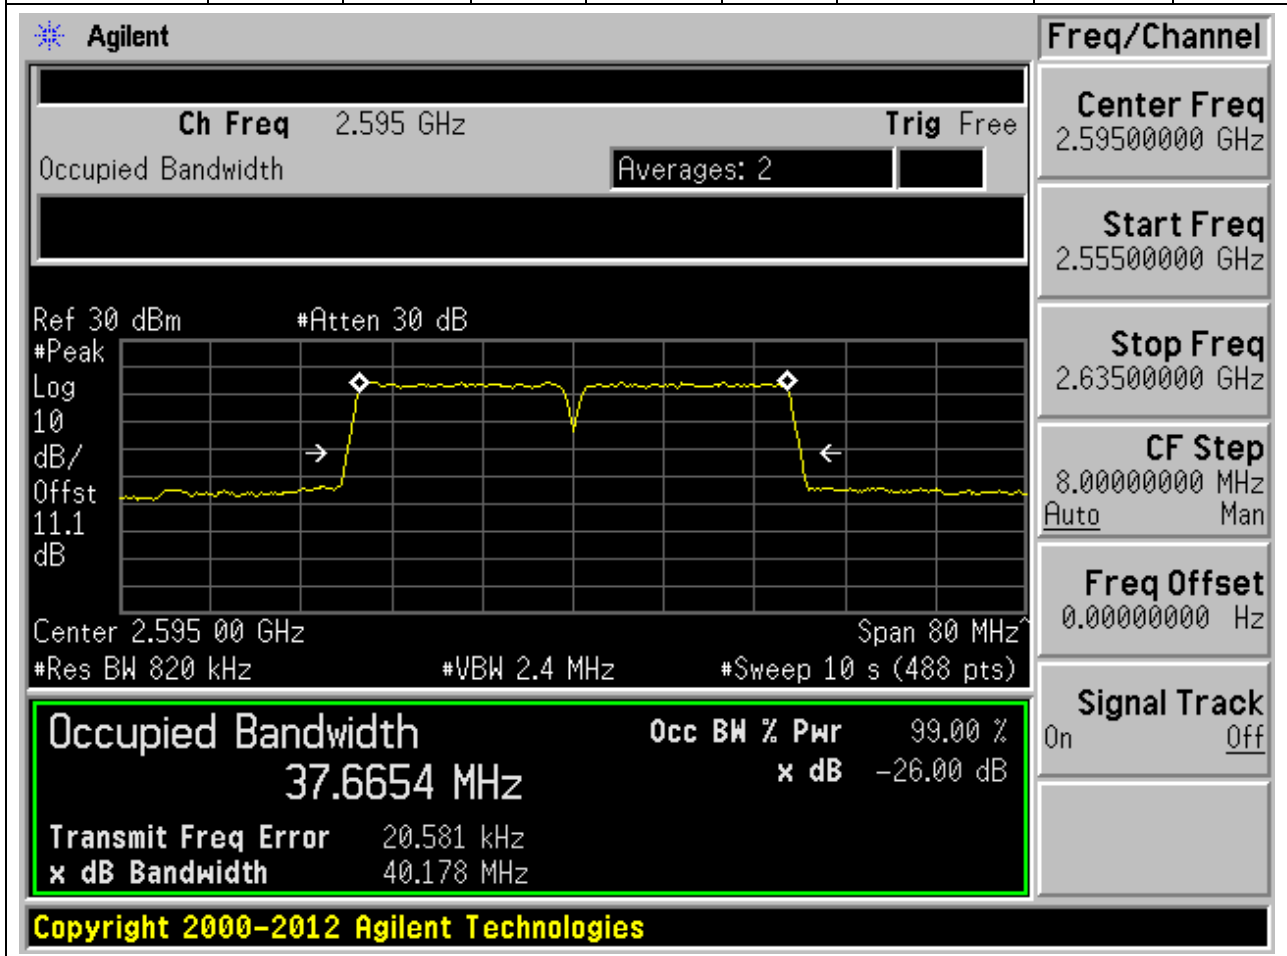 Agilent
Freq/Channel
Ch Freq 2.595 GHz Trig Free
Occupied Bandwidth Averages: 2
Center Freq
2.59500000 GHz
Start Freq
2.55500000 GHz
Stop Freq
2.63500000 GHz
CF Step
8.00000000 MHz
Auto Man
Freq Offset
0.00000000 Hz
Signal Track
On Off
Ref 30 dBm #Atten 30 dB
#Peak
Log
10
dB/
Offst
11.1
dB
Center 2.595 00 GHz Span 80 MHz^
#Res BW 820 kHz #VBW 2.4 MHz #Sweep 10 s (488 pts)
Occupied Bandwidth Occ BW % Pwr 99.00 %
37.6654 MHz x dB -26.00 dB
Transmit Freq Error 20.581 kHz
x dB Bandwidth 40.178 MHz
Copyright 2000-2012 Agilent Technologies